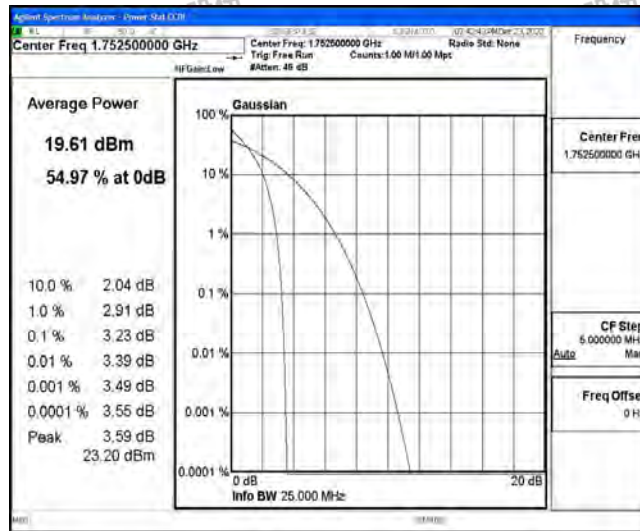 Agilent Spectrum Analyzer - Power Stat CCDF
Center Freq 1.752500000 GHz
Center Freq: 1.752500000 GHz
Radio Std: None
Trig: Free Run
Counts:1.00 M/1.00 Mpt
#IFGain:Low
#Atten: 46 dB
Frequency
Average Power
19.61 dBm
54.97 % at 0dB
10.0 % 2.04 dB
1.0 % 2.91 dB
0.1 % 3.23 dB
0.01 % 3.39 dB
0.001 % 3.49 dB
0.0001 % 3.55 dB
Peak 3.59 dB
23.20 dBm
Gaussian
100 %
10 %
1 %
0.1 %
0.01 %
0.001 %
0.0001 %
0 dB
20 dB
Info BW 25.000 MHz
Center Fre
1.752500000 GH
CF Step
5.000000 MH
Auto Ma
Freq Offse
0 H